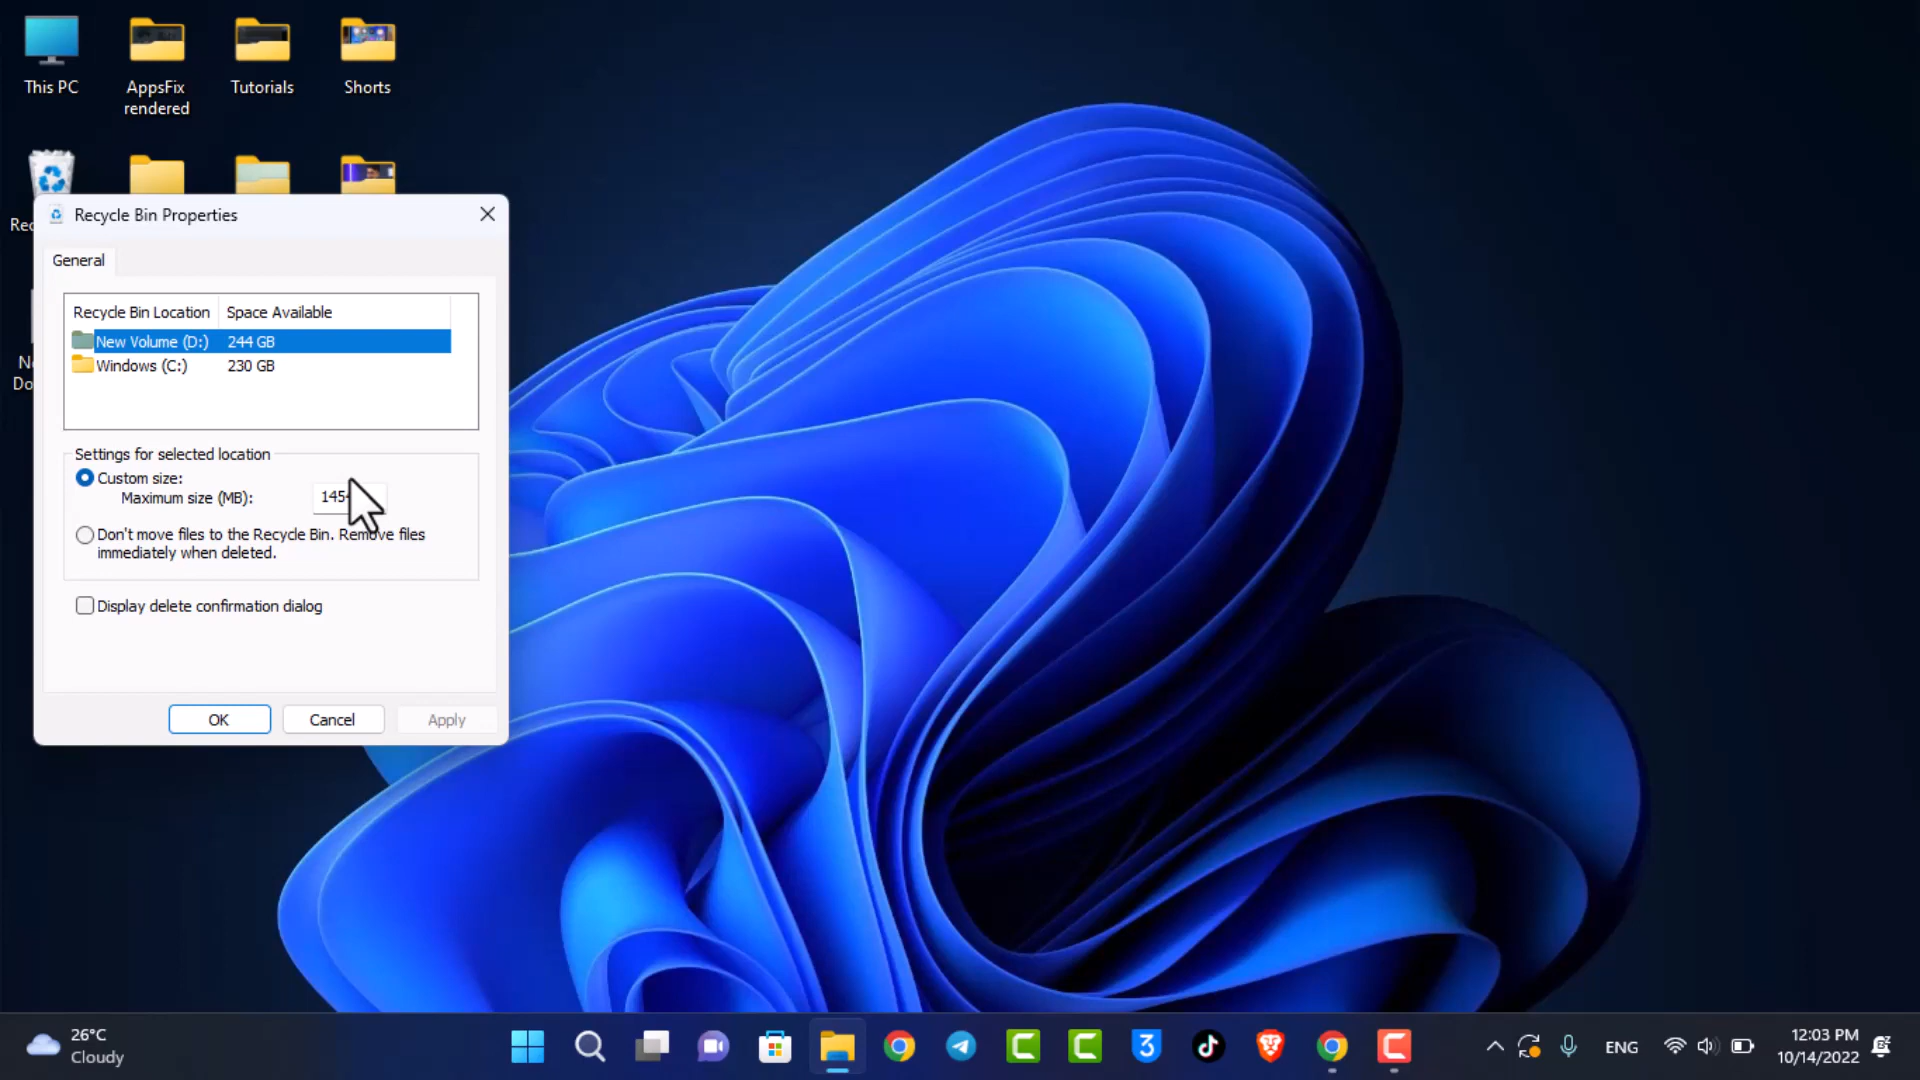 This PC
AppsFix
rendered
Tutorials
Shorts
Recycle Bin Properties
General
Recycle Bin Location
Space Available
New Volume (D:)
244 GB
Windows (C:)
230 GB
Settings for selected location
Custom size:
Maximum size (MB):
Don't move files to the Recycle Bin. Remove files
immediately when deleted.
Display delete confirmation dialog
OK
Cancel
Apply
26°C
Cloudy
3
ENG
12:03 PM
10/14/2022